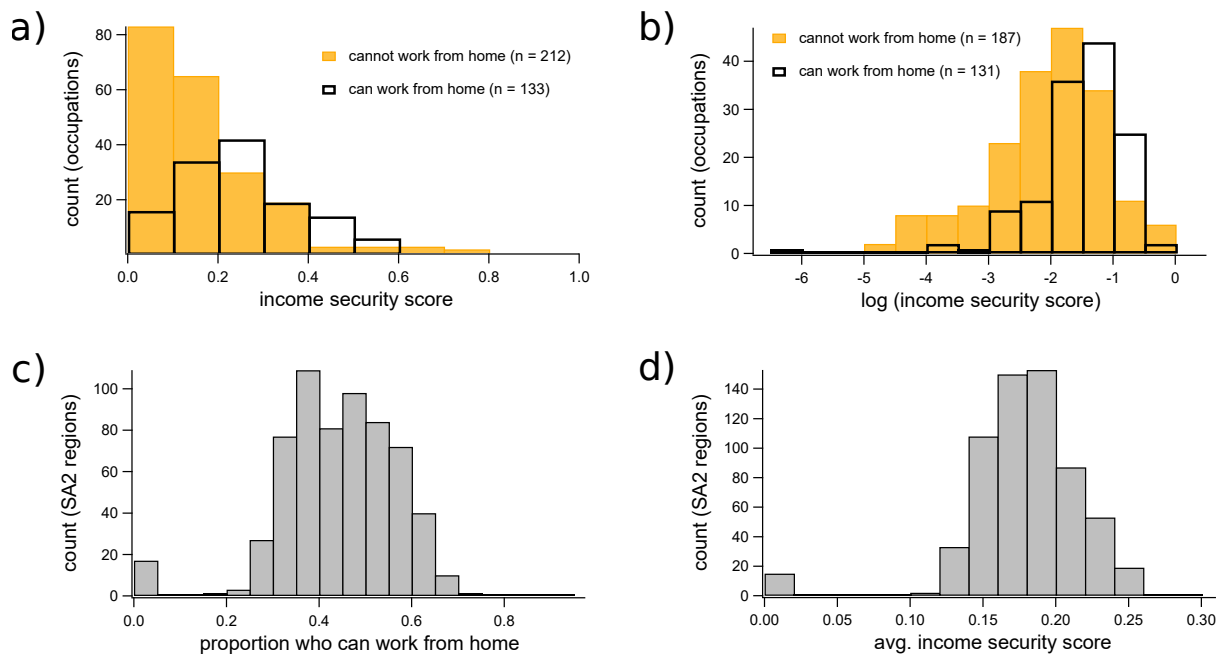 a)
80
60
40
20
count (occupations)
cannot work from home (n = 212)
can work from home (n = 133)
0.0 0.2 0.4 0.6 0.8 1.0
income security score
b)
40
30
20
10
0
count (occupations)
cannot work from home (n = 187)
can work from home (n = 131)
-6 -5 -4 -3 -2 -1 0
log (income security score)
c)
100
80
60
40
20
0
count (SA2 regions)
0.0 0.2 0.4 0.6 0.8
proportion who can work from home
d)
140
120
100
80
60
40
20
0
count (SA2 regions)
0.00 0.05 0.10 0.15 0.20 0.25 0.30
avg. income security score